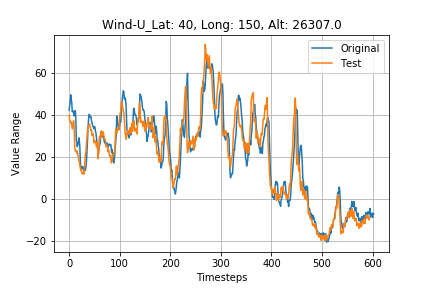 Wind-U_Lat: 40, Long: 150, Alt: 26307.0
Original
Test
Value Range
60
40
20
0
−20
0 100 200 300 400 500 600
Timesteps